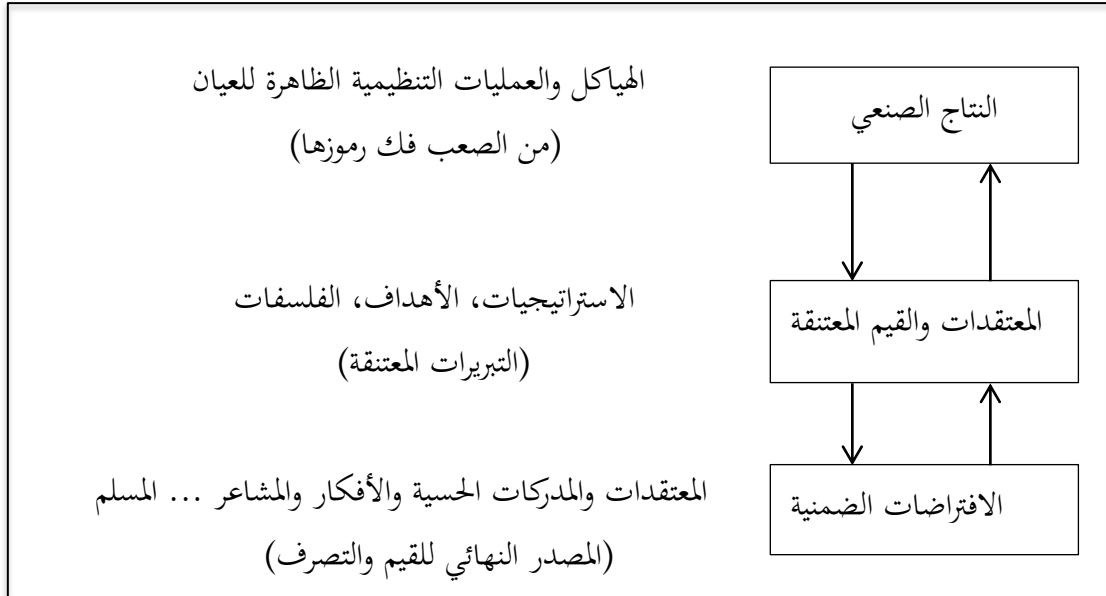 النتاج الصنعي
الهياكل والعمليات التنظيمية الظاهرة للعيان
(من الصعب فك رموزها)
المعتقدات والقيم المعتنقة
الاستراتيجيات، الأهداف، الفلسفات
(التبريرات المعتنقة)
الافتراضات الضمنية
المعتقدات والمدركات الحسية والأفكار والمشاعر ... المسلم
(المصدر النهائي للقيم والتصرف)